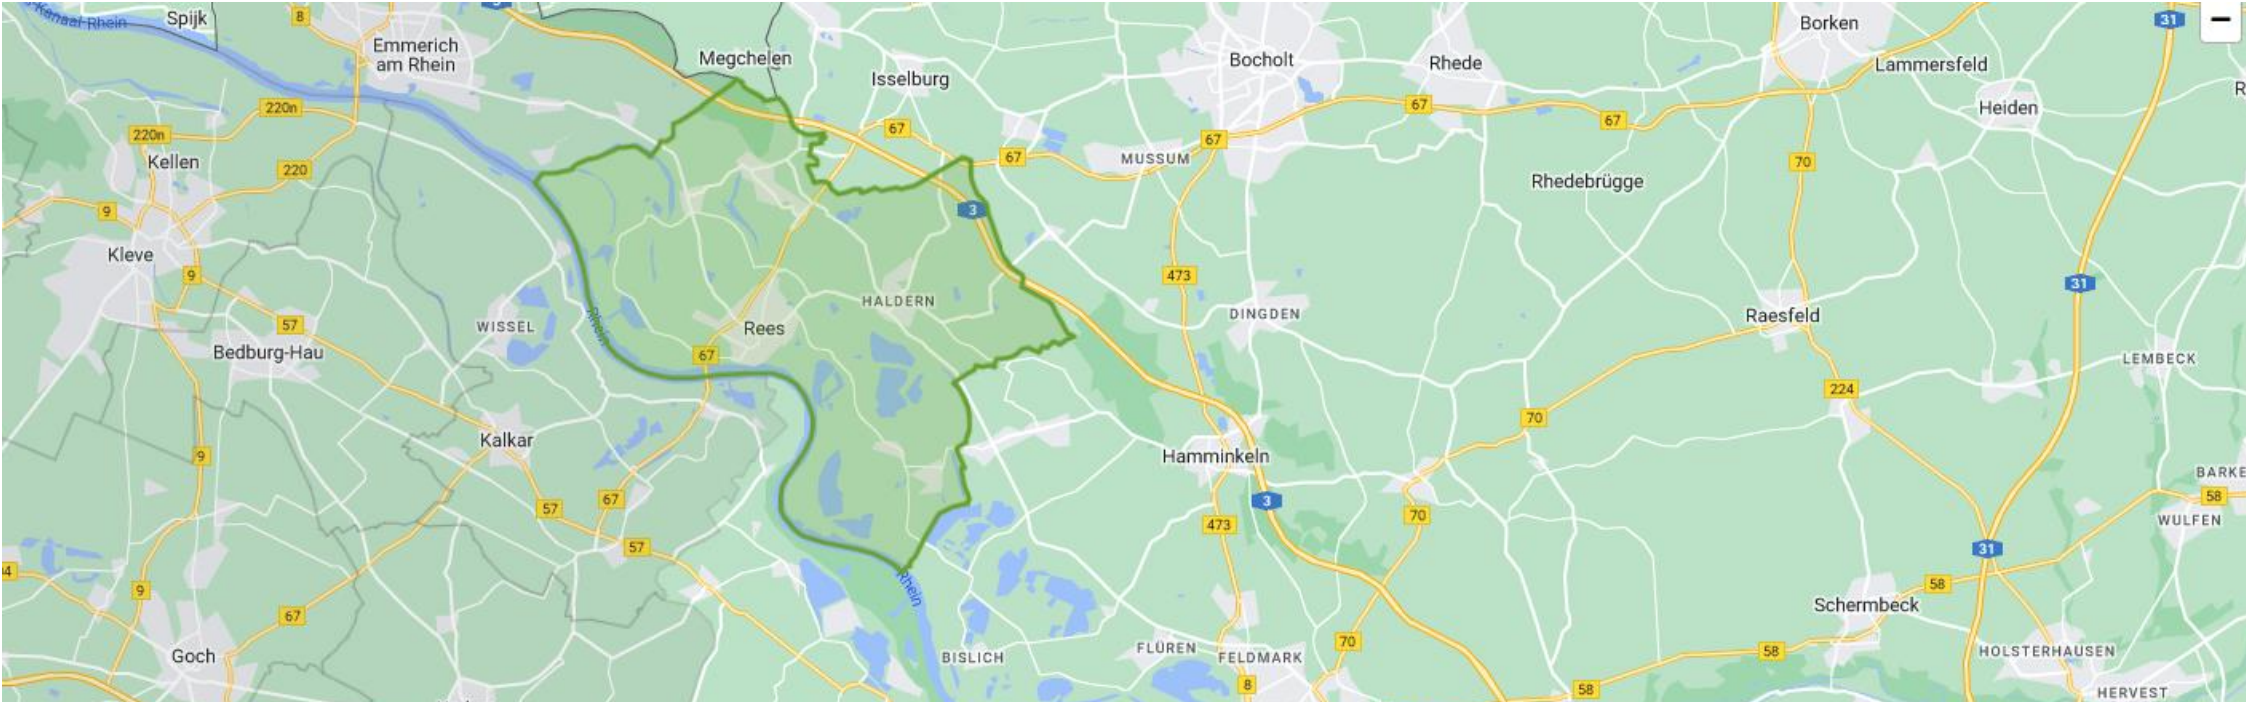 -Kanaal Rhein
Spijk
8
3
Emmerich
am Rhein
Megchelen
Isselburg
Bocholt
Rhede
Borken
31
−
Lammersfeld
Heiden
R
220n
220n
67
67
67
67
67
Kellen
220
MUSSUM
70
Rhedebrügge
9
3
Kleve
9
473
31
HALDERN
DINGDEN
Raesfeld
57
WISSEL
Rhein
Rees
Bedburg-Hau
67
LEMBECK
224
70
Kalkar
9
Hamminkeln
BARKE
57
67
3
70
58
473
WULFEN
57
31
4
9
58
Rhein
Schermbeck
67
Goch
BISLICH
FLÜREN
FELDMARK
70
58
HOLSTERHAUSEN
8
58
HERVEST